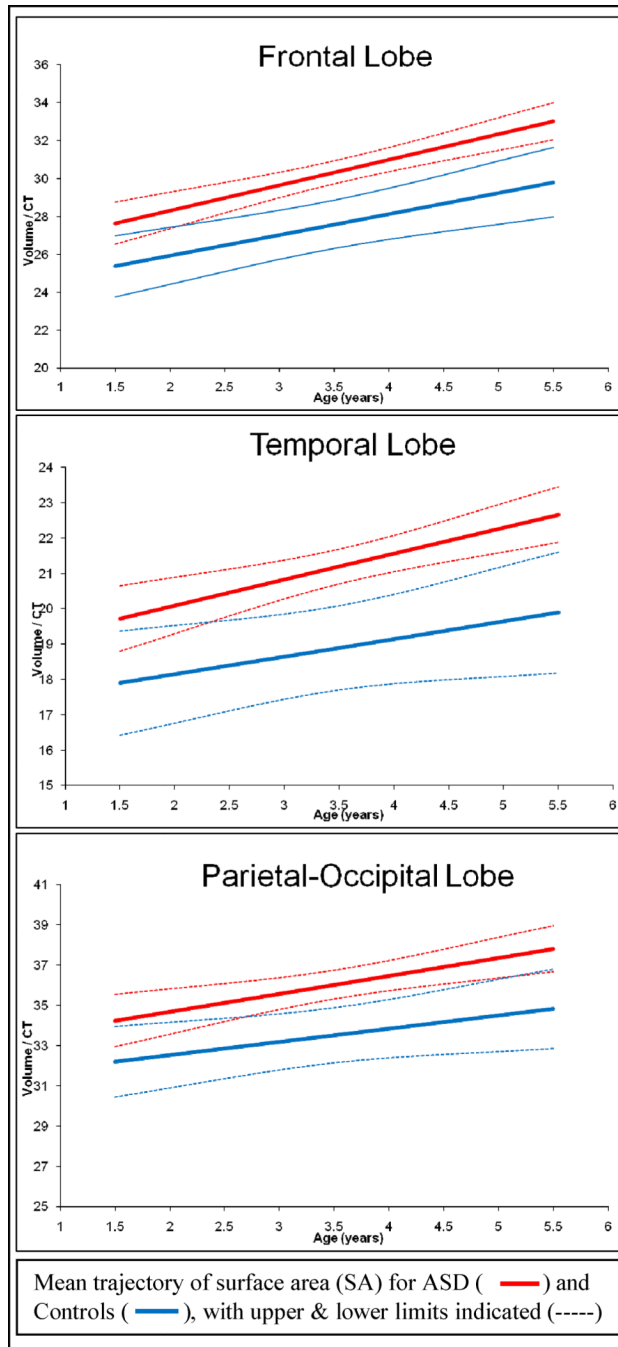 Frontal Lobe
36
34
32
30
28
26
24
22
20
Volume / CT
1 1.5 2 2.5 3 3.5 4 4.5 5 5.5 6
Age (years)
Temporal Lobe
24
23
22
21
20
19
18
17
16
15
Volume / CT
1 1.5 2 2.5 3 3.5 4 4.5 5 5.5 6
Age (years)
Parietal-Occipital Lobe
41
39
37
35
33
31
29
27
25
Volume / CT
1 1.5 2 2.5 3 3.5 4 4.5 5 5.5 6
Age (years)
Mean trajectory of surface area (SA) for ASD ( ) and
Controls ( ), with upper & lower limits indicated (-----)